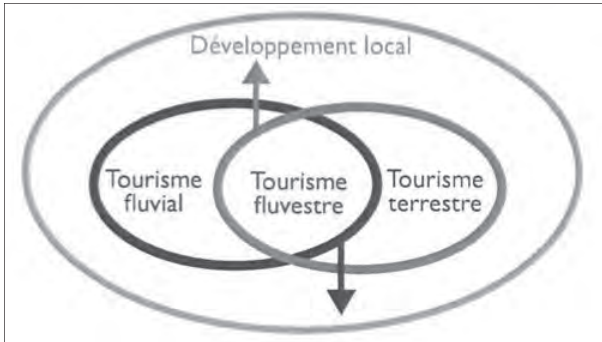 Développement local
Tourisme
fluvial
Tourisme
fluvestre
Tourisme
terrestre